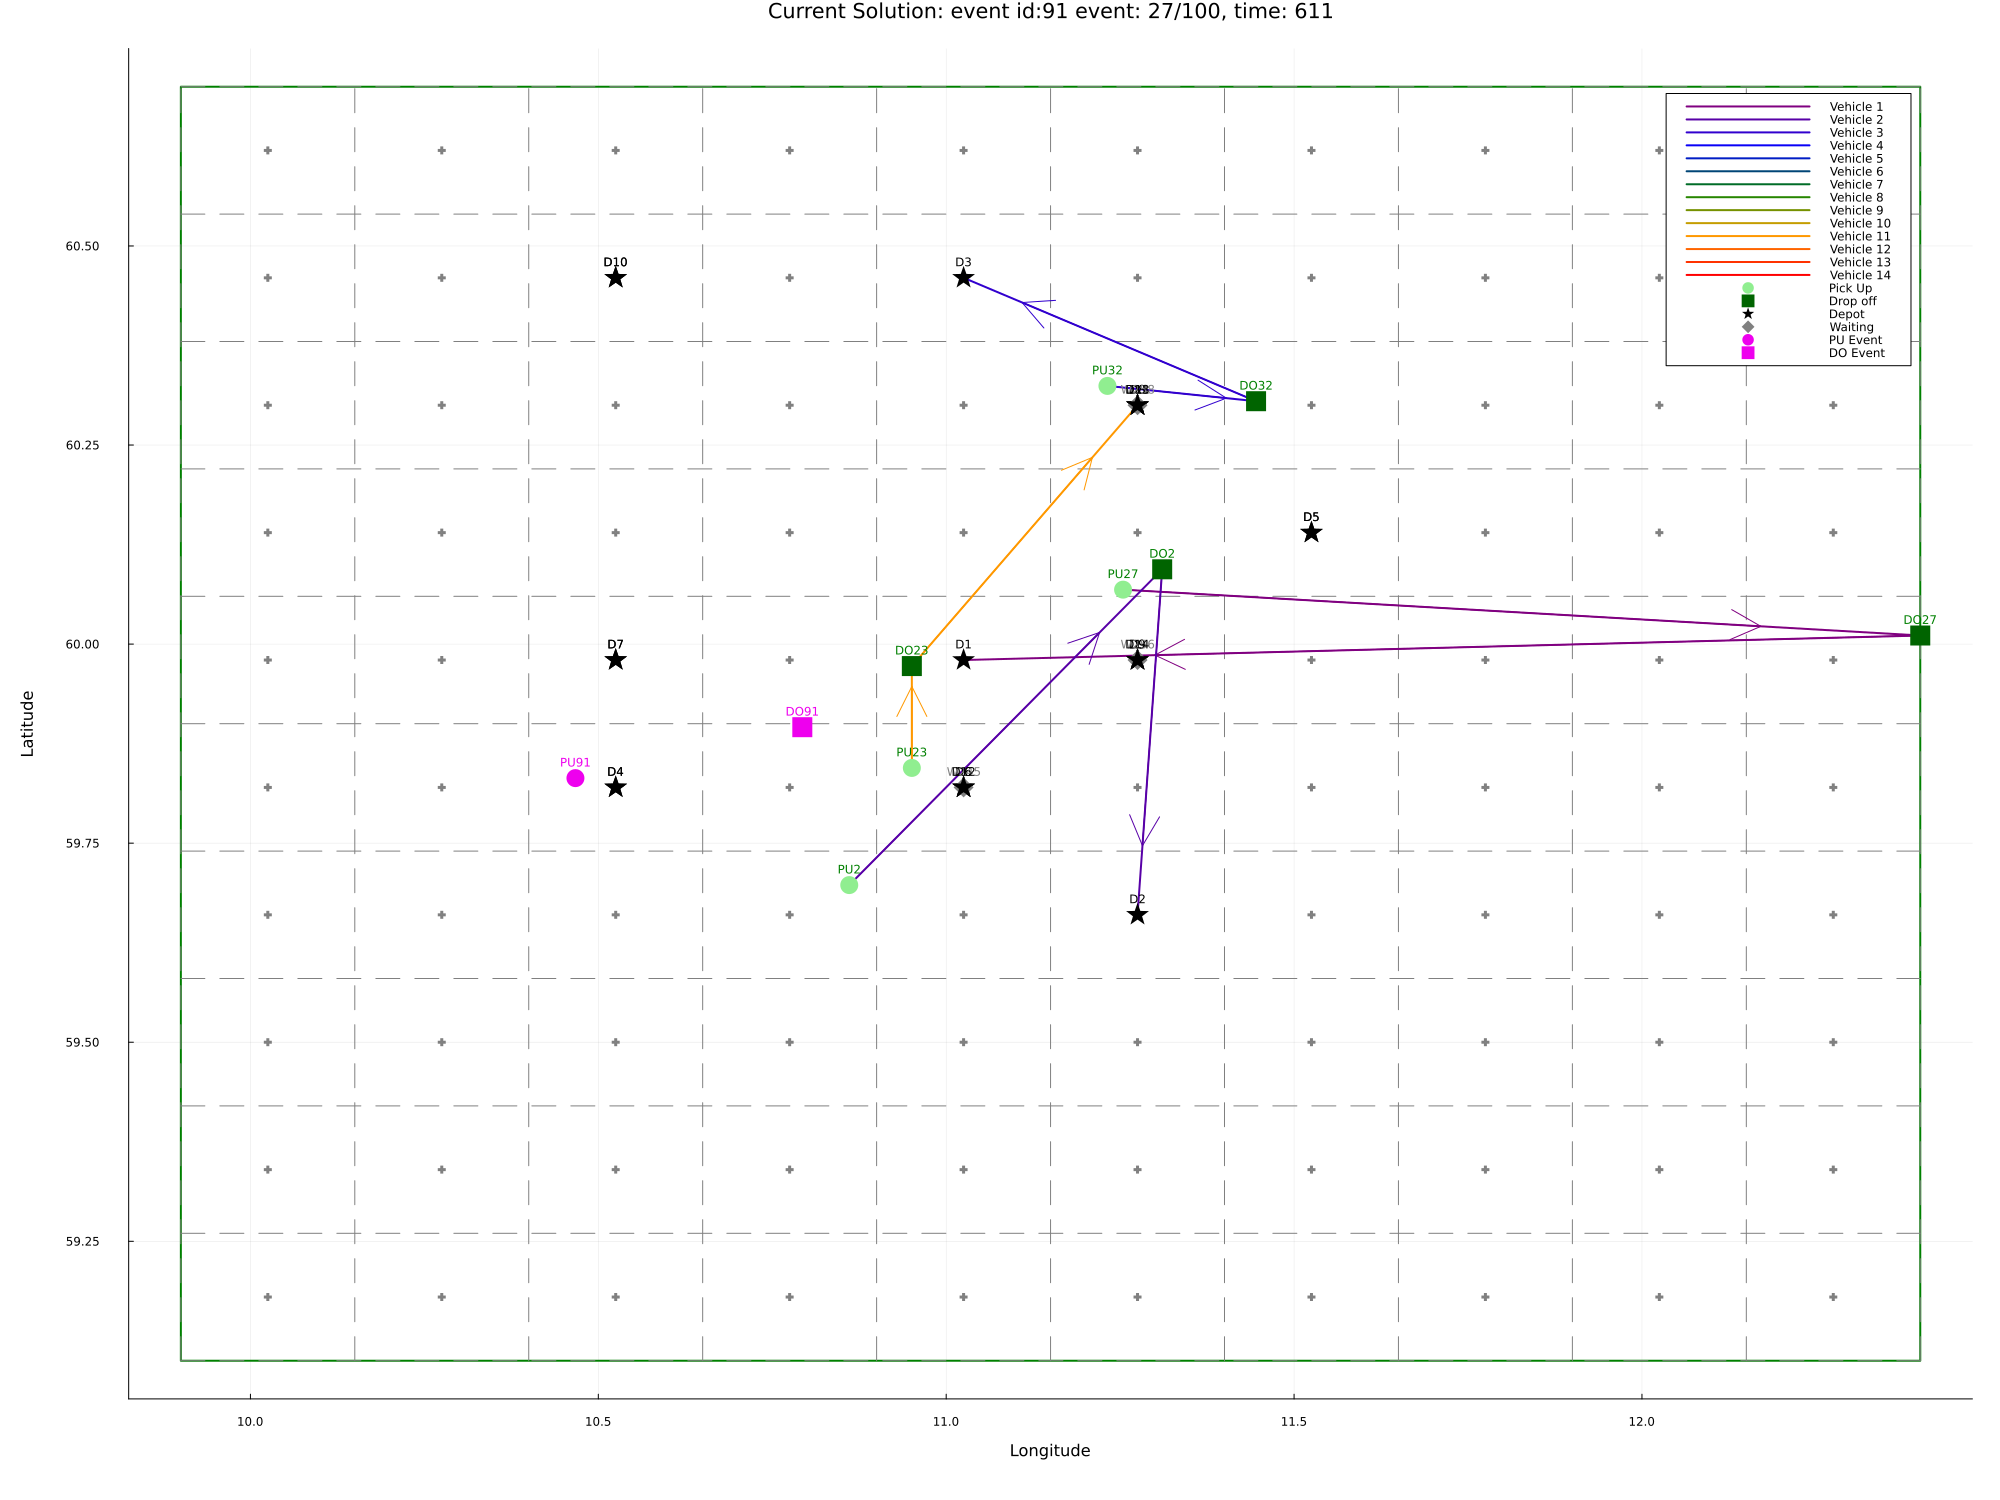 Current Solution: event id:91 event: 27/100, time: 611
Vehicle 1
Vehicle 2
Vehicle 3
Vehicle 4
Vehicle 5
Vehicle 6
Vehicle 7
Vehicle 8
Vehicle 9
Vehicle 10
Vehicle 11
Vehicle 12
Vehicle 13
Vehicle 14
Pick Up
Drop off
Depot
Waiting
PU Event
DO Event
60.50
D10
D3
PU32
DO32
60.25
D5
DO2
PU27
DO27
60.00
D7
DO23
D1
DO91
PU23
PU91
D4
59.75
PU2
D2
59.50
59.25
10.0
10.5
11.0
11.5
12.0
Longitude
Latitude